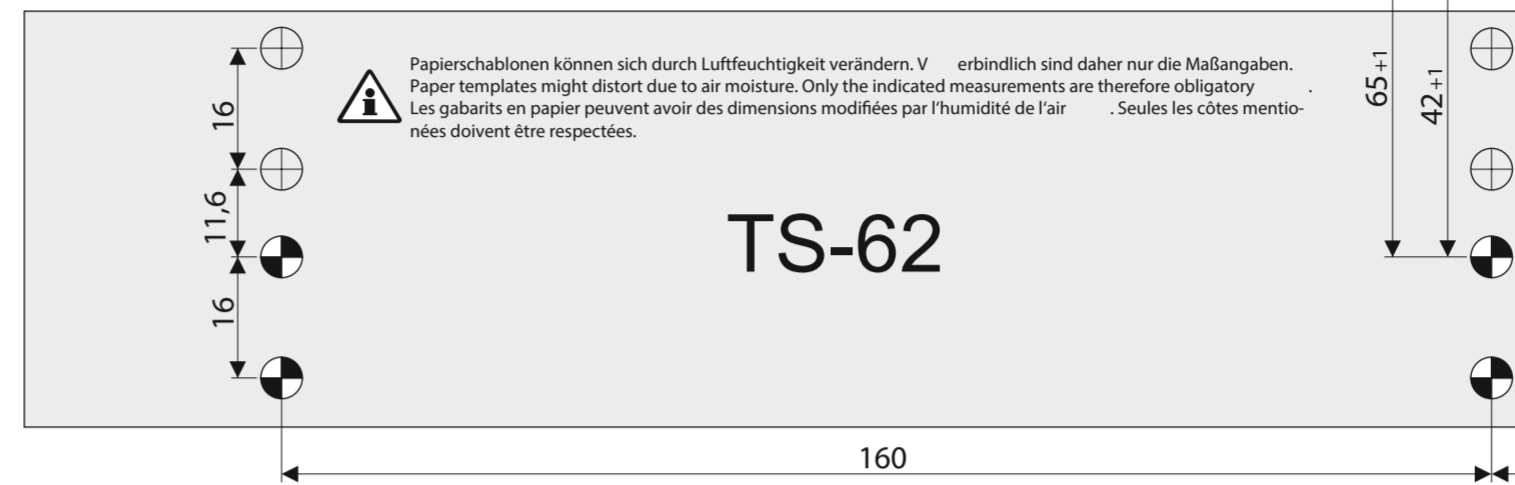 Papierschablonen können sich durch Luftfeuchtigkeit verändern. V erbindlich sind daher nur die Maßangaben.
Paper templates might distort due to air moisture. Only the indicated measurements are therefore obligatory .
Les gabarits en papier peuvent avoir des dimensions modifiées par l'humidité de l'air . Seules les côtes mentio-
nées doivent être respectées.
65+1
42+1
16
11,6
16
TS-62
160